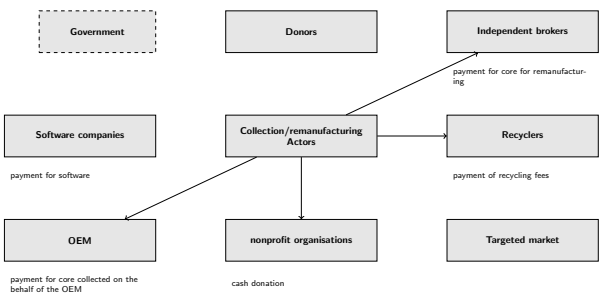 Government
Donors
Independent brokers
payment for core for remanufactur-
ing
Software companies
Collection/remanufacturing
Actors
Recyclers
payment for software
payment of recycling fees
OEM
nonprofit organisations
Targeted market
payment for core collected on the
behalf of the OEM
cash donation